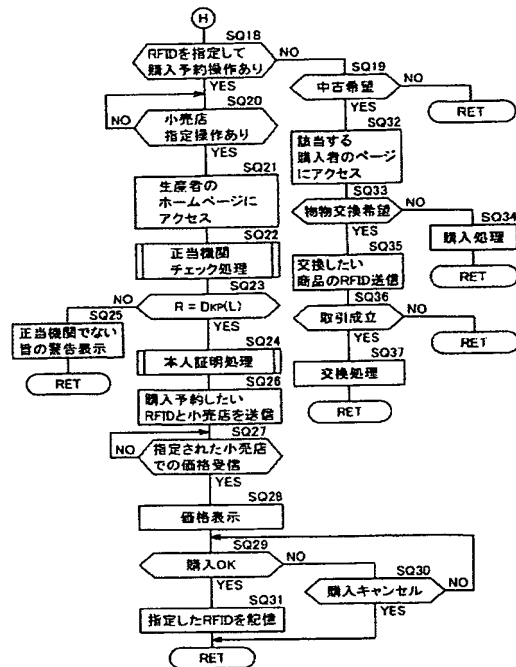 H
SQ18
RFIDを指定して
購入予約操作あり
NO
YES
SQ19
中古希望
NO
YES
RET
SQ20
小売店
指定操作あり
NO
YES
SQ32
該当する
購入者のページ
にアクセス
SQ21
生産者の
ホームページに
アクセス
SQ33
物物交換希望
NO
YES
SQ34
購入処理
RET
SQ22
正当機関
チェック処理
SQ35
交換したい
商品のRFID送信
SQ23
R = DKP(L)
NO
YES
SQ25
正当機関でない
旨の警告表示
RET
SQ36
取引成立
NO
YES
RET
SQ24
本人証明処理
SQ37
交換処理
RET
SQ26
購入予約したい
RFIDと小売店を送信
SQ27
指定された小売店
での価格受信
NO
YES
SQ28
価格表示
SQ29
購入OK
NO
YES
SQ30
購入キャンセル
NO
YES
SQ31
指定したRFIDを記憶
RET